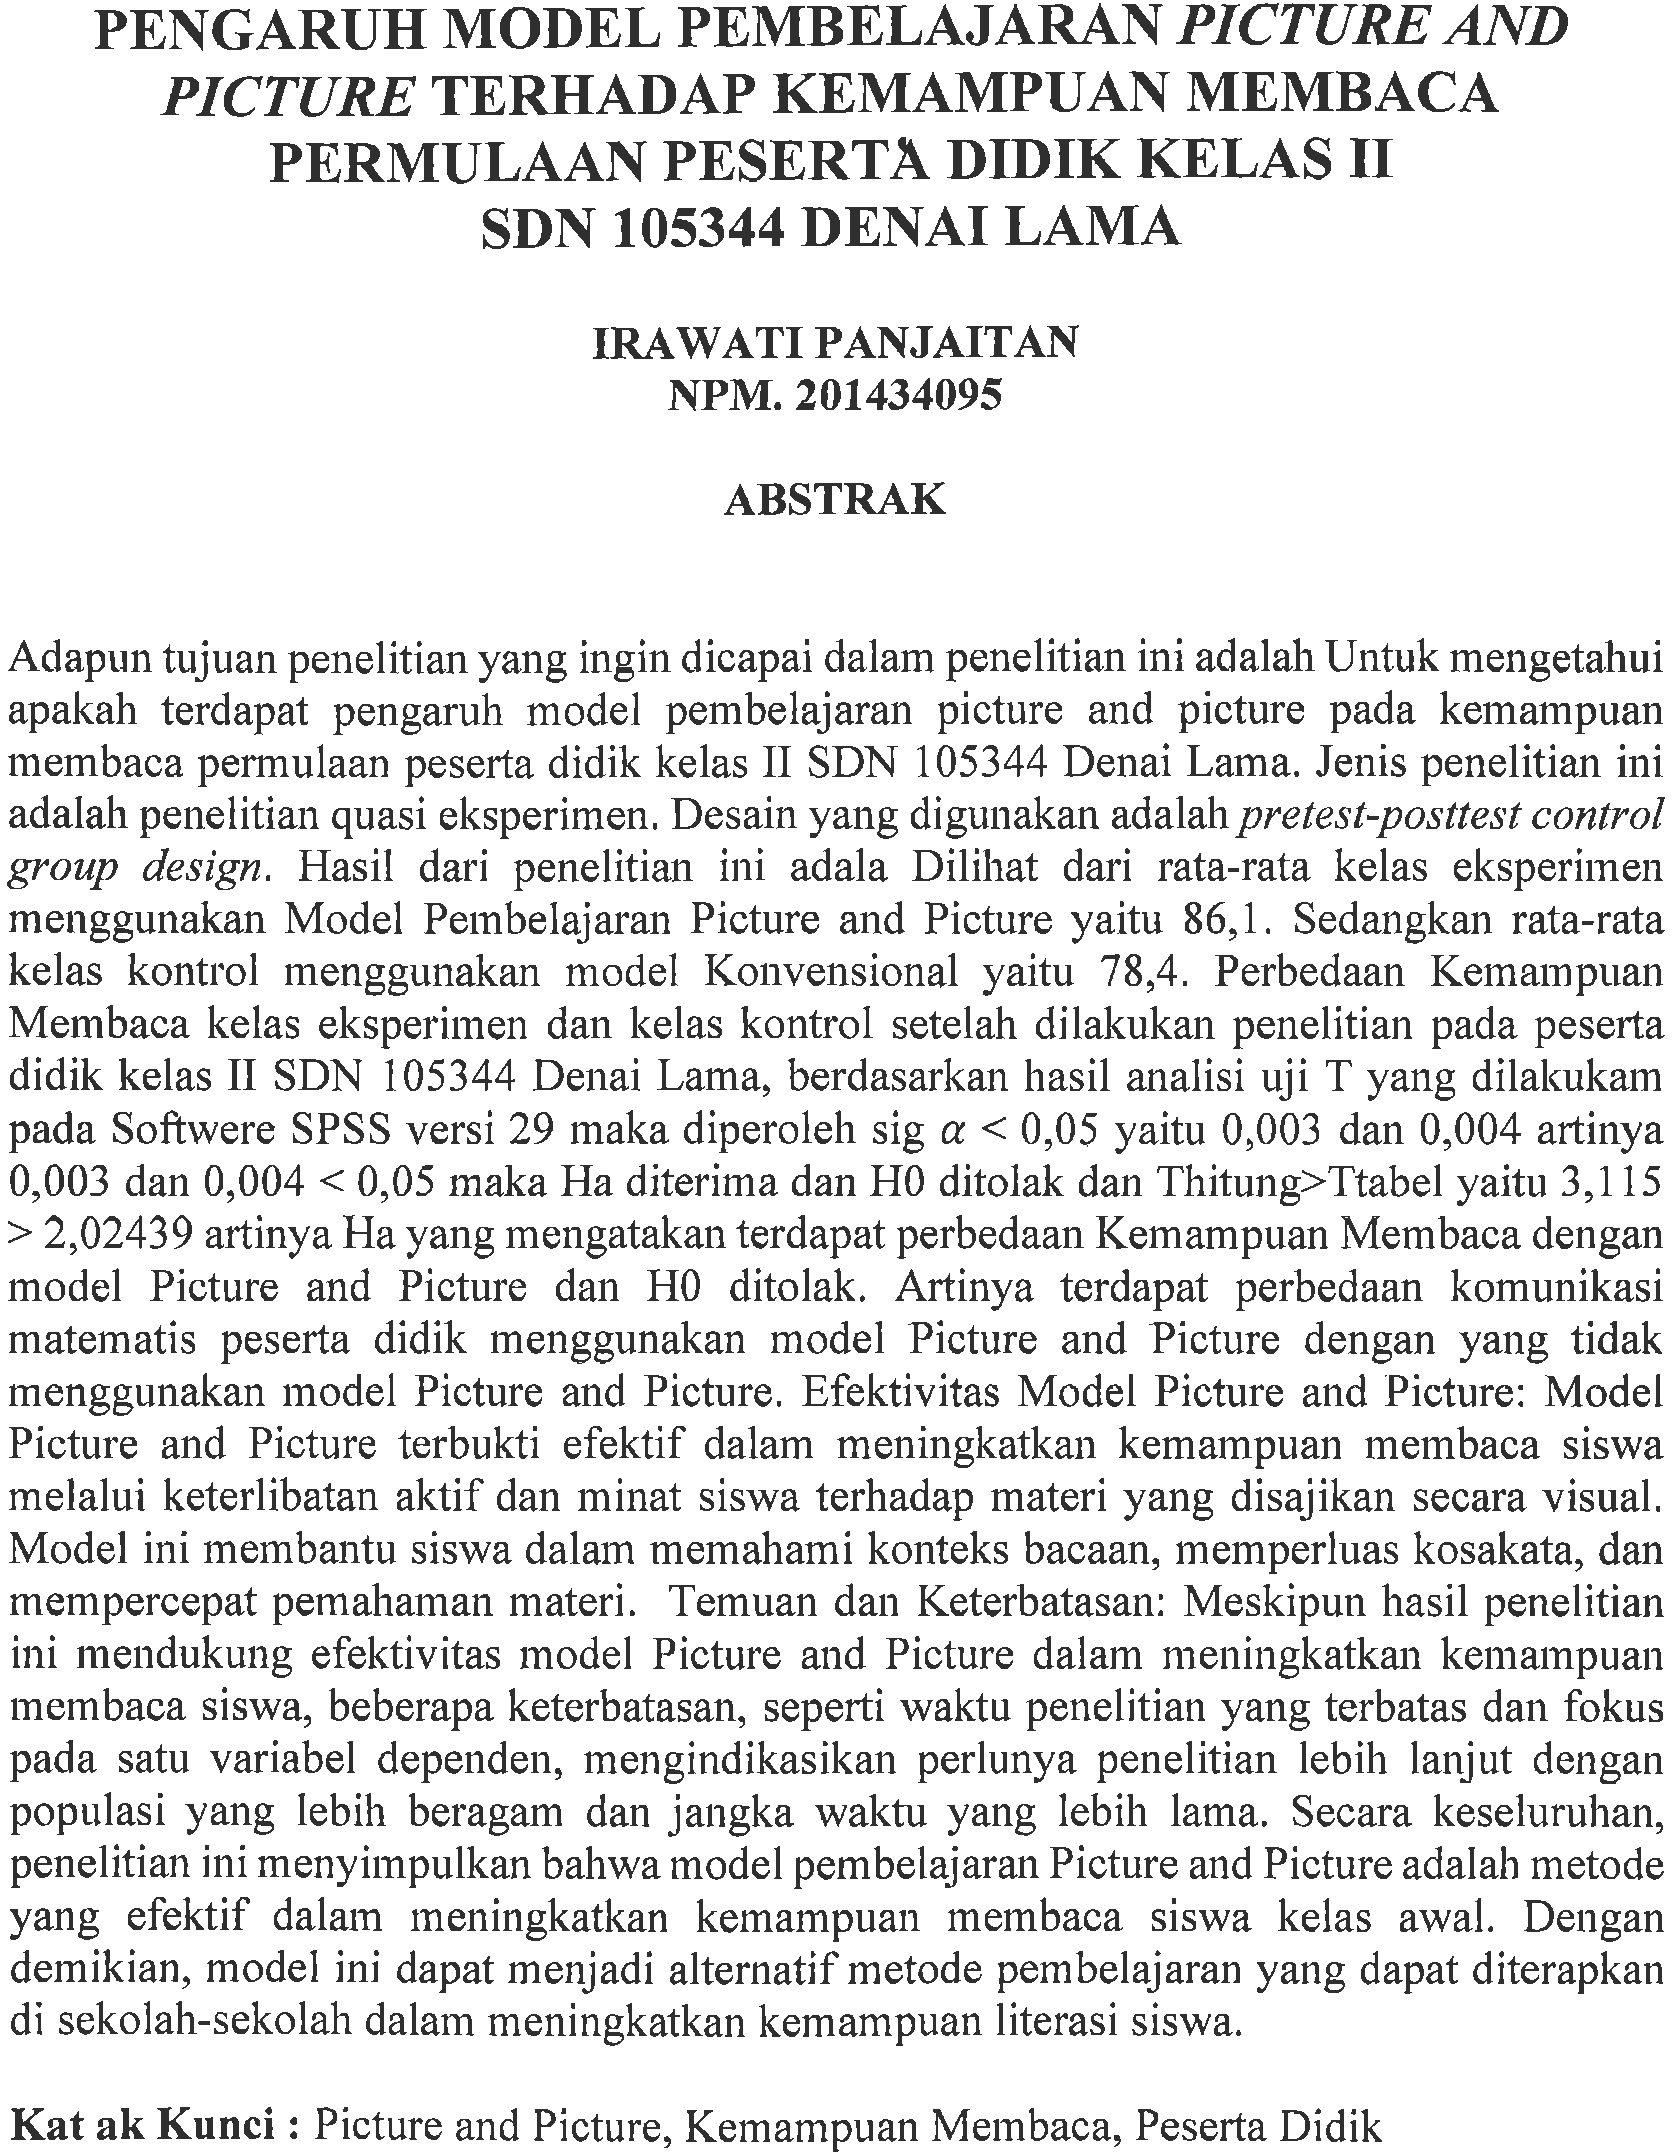 PENGARUH MODEL PEMBELAJARAN PICTURE AND
PICTURE TERHADAP KEMAMPUAN MEMBACA
PERMULAAN PESERTA DIDIK KELAS II
SDN 105344 DENAI LAMA
IRAWATI PANJAITAN
NPM. 201434095
ABSTRAK
Adapun tujuan penelitian yang ingin dicapai dalam penelitian ini adalah Untuk mengetahui
apakah terdapat pengaruh model pembelajaran picture and picture pada kemampuan
membaca permulaan peserta didik kelas II SDN 105344 Denai Lama. Jenis penelitian ini
adalah penelitian quasi eksperimen. Desain yang digunakan adalah pretest-posttest control
group design. Hasil dari penelitian ini adala Dilihat dari rata-rata kelas eksperimen
menggunakan Model Pembelajaran Picture and Picture yaitu 86,1. Sedangkan rata-rata
kelas kontrol menggunakan model Konvensional yaitu 78,4. Perbedaan Kemampuan
Membaca kelas eksperimen dan kelas kontrol setelah dilakukan penelitian pada peserta
didik kelas II SDN 105344 Denai Lama, berdasarkan hasil analisi uji T yang dilakukam
pada Softwere SPSS versi 29 maka diperoleh sig α < 0,05 yaitu 0,003 dan 0,004 artinya
0,003 dan 0,004 < 0,05 maka Ha diterima dan H0 ditolak dan Thitung>Ttabel yaitu 3,115
> 2,02439 artinya Ha yang mengatakan terdapat perbedaan Kemampuan Membaca dengan
model Picture and Picture dan H0 ditolak. Artinya terdapat perbedaan komunikasi
matematis peserta didik menggunakan model Picture and Picture dengan yang tidak
menggunakan model Picture and Picture. Efektivitas Model Picture and Picture: Model
Picture and Picture terbukti efektif dalam meningkatkan kemampuan membaca siswa
melalui keterlibatan aktif dan minat siswa terhadap materi yang disajikan secara visual.
Model ini membantu siswa dalam memahami konteks bacaan, memperluas kosakata, dan
mempercepat pemahaman materi. Temuan dan Keterbatasan: Meskipun hasil penelitian
ini mendukung efektivitas model Picture and Picture dalam meningkatkan kemampuan
membaca siswa, beberapa keterbatasan, seperti waktu penelitian yang terbatas dan fokus
pada satu variabel dependen, mengindikasikan perlunya penelitian lebih lanjut dengan
populasi yang lebih beragam dan jangka waktu yang lebih lama. Secara keseluruhan,
penelitian ini menyimpulkan bahwa model pembelajaran Picture and Picture adalah metode
yang efektif dalam meningkatkan kemampuan membaca siswa kelas awal. Dengan
demikian, model ini dapat menjadi alternatif metode pembelajaran yang dapat diterapkan
di sekolah-sekolah dalam meningkatkan kemampuan literasi siswa.
Kat ak Kunci : Picture and Picture, Kemampuan Membaca, Peserta Didik